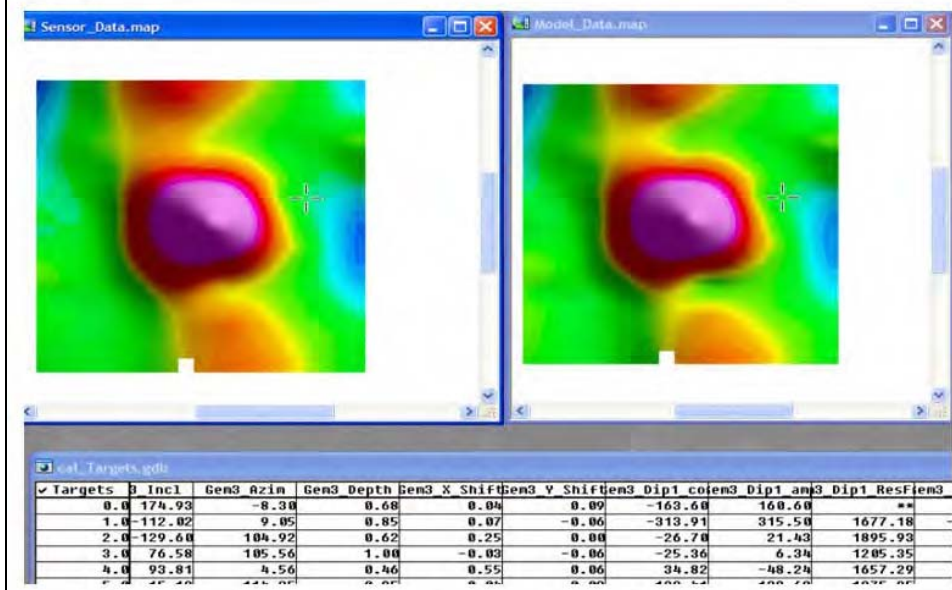 Sensor_Data.map
Model_Data.map
cal_Targets.gdb
Targets 3_Incl Gem3_Azim Gem3_Depth Gem3_X_Shift Gem3_Y_Shift em3_Dip1_co em3_Dip1_amp 3_Dip1_ResF em3
0.0 174.93 -8.30 0.68 0.04 0.09 -163.60 160.60 **
1.0 -112.02 9.05 0.85 0.07 -0.06 -313.91 315.50 1677.18
2.0 -129.60 104.92 0.62 0.25 0.00 -26.70 21.43 1895.93
3.0 76.58 105.56 1.00 -0.03 -0.06 -25.36 6.34 1205.35
4.0 93.81 4.56 0.46 0.55 0.06 34.82 -48.24 1657.29